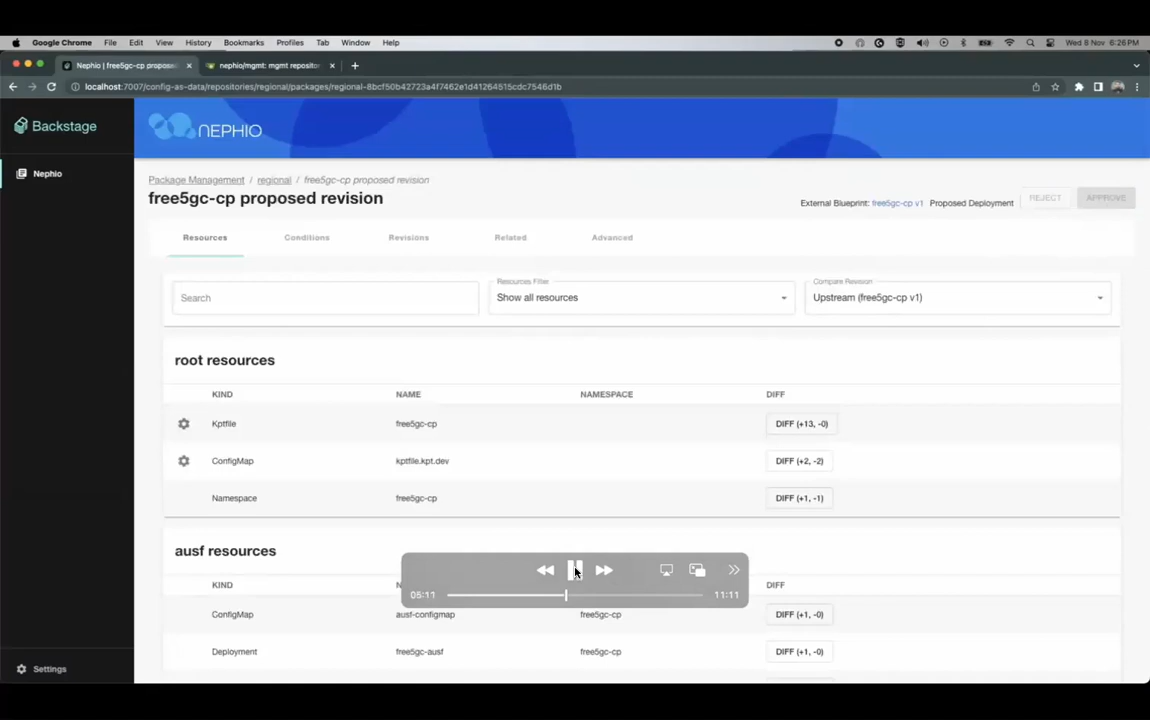 Google Chrome File Edit View History Bookmarks Profiles Tab Window Help Wed 8 Nov 6:26 PM
Nephio | free5gc-cp propose nephio/mgmt: mgmt repositor
localhost:7007/config-as-data/repositories/regional/packages/regional-8bcf50b42723a4f7462e1d41264515cdc7546d1b
Backstage
NEPHIO
Nephio
Package Management / regional / free5gc-cp proposed revision
free5gc-cp proposed revision
External Blueprint: free5gc-cp v1 Proposed Deployment REJECT APPROVE
Resources Conditions Revisions Related Advanced
Resources Filter Compare Revision
Search Show all resources Upstream (free5gc-cp v1)
root resources
KIND NAME NAMESPACE DIFF
Kptfile free5gc-cp DIFF (+13, -0)
ConfigMap kptfile.kpt.dev DIFF (+2, -2)
Namespace free5gc-cp DIFF (+1, -1)
ausf resources
KIND DIFF
05:11 11:11
ConfigMap ausf-configmap free5gc-cp DIFF (+1, -0)
Deployment free5gc-ausf free5gc-cp DIFF (+1, -0)
Settings